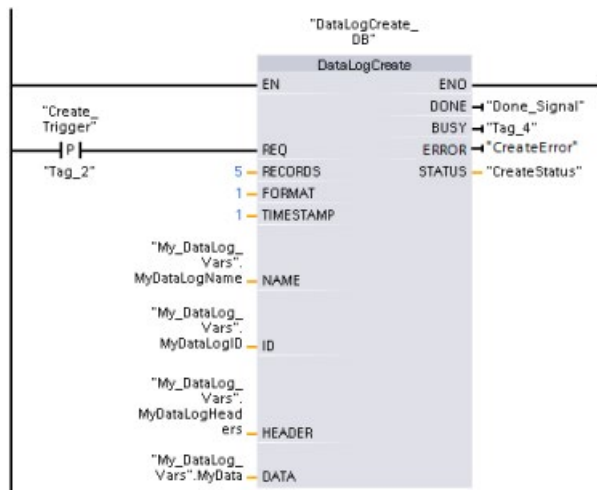 "DataLogCreate_
DB"
DataLogCreate
EN ENO
DONE "Done_Signal"
"Create_
Trigger"
BUSY "Tag_4"
P REQ ERROR "CreateError"
"Tag_2" 5 RECORDS STATUS "CreateStatus"
1 FORMAT
1 TIMESTAMP
"My_DataLog_
Vars".
MyDataLogName NAME
"My_DataLog_
Vars".
MyDataLogID ID
"My_DataLog_
Vars".
MyDataLogHead
ers HEADER
"My_DataLog_
Vars".MyData DATA